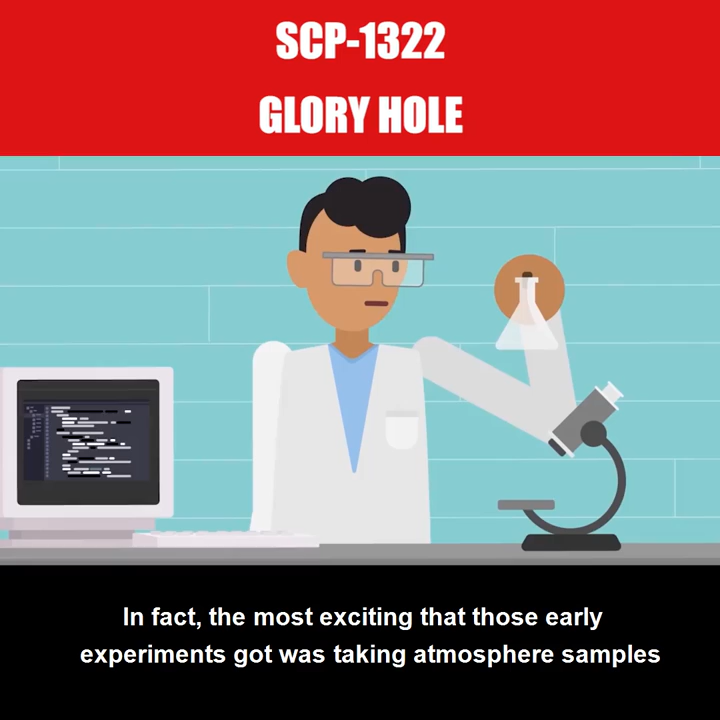 SCP-1322
GLORY HOLE
In fact, the most exciting that those early
experiments got was taking atmosphere samples